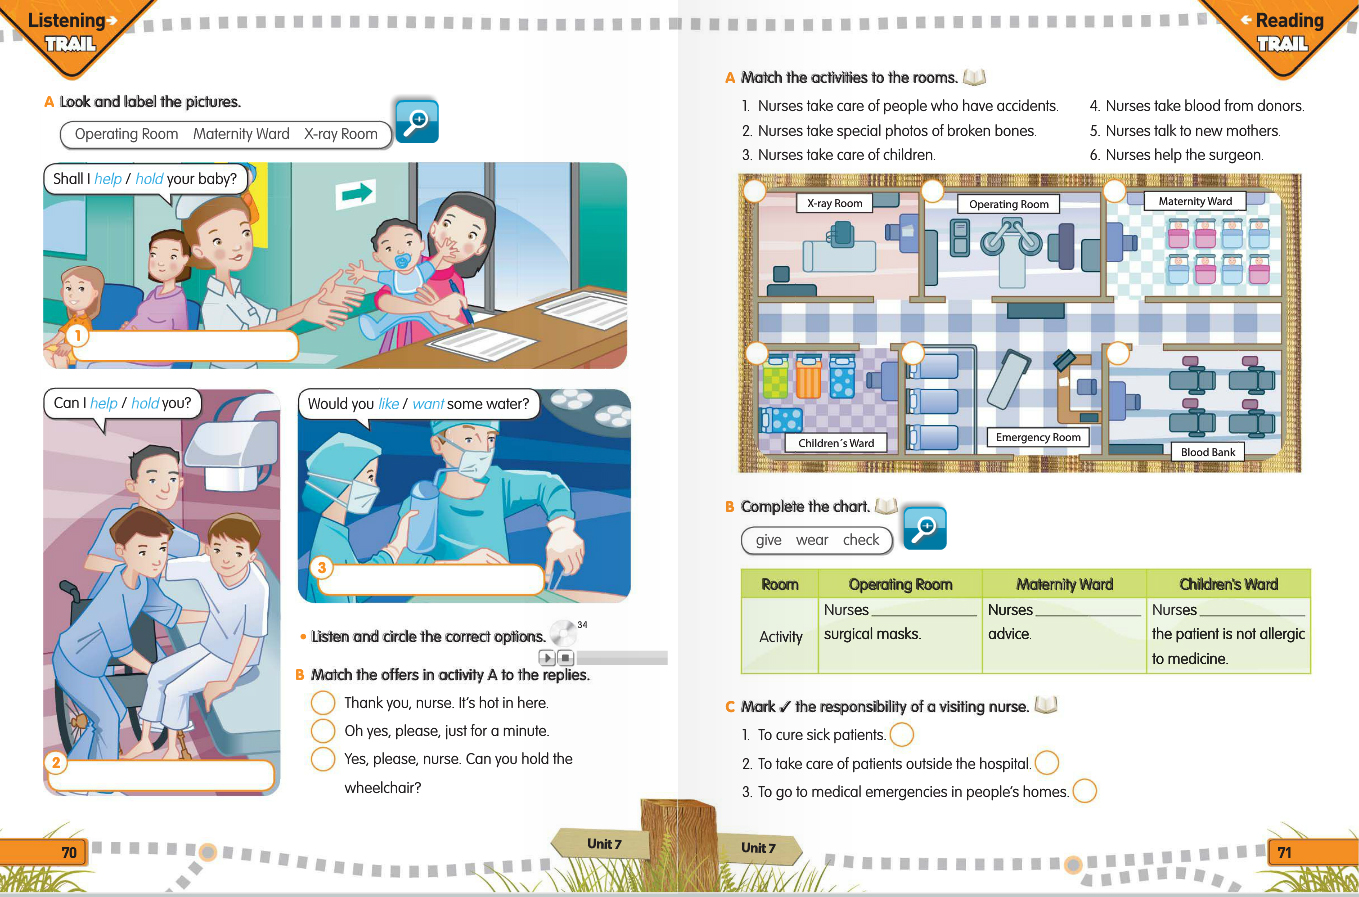 Listening
TRAIL
A Look and label the pictures.
Operating Room Maternity Ward X-ray Room
Shall I help / hold your baby?
1
Can I help / hold you?
2
Would you like / want some water?
3
• Listen and circle the correct options.
34
B Match the offers in activity A to the replies.
Thank you, nurse. It's hot in here.
Oh yes, please, just for a minute.
Yes, please, nurse. Can you hold the
wheelchair?
70
Unit 7
Reading
TRAIL
A Match the activities to the rooms.
1. Nurses take care of people who have accidents.
2. Nurses take special photos of broken bones.
3. Nurses take care of children.
4. Nurses take blood from donors.
5. Nurses talk to new mothers.
6. Nurses help the surgeon.
X-ray Room
Operating Room
Maternity Ward
Children´s Ward
Emergency Room
Blood Bank
B Complete the chart.
give wear check
Room Operating Room Maternity Ward Children's Ward
Activity
Nurses ____________
surgical masks.
Nurses ____________
advice.
Nurses ____________
the patient is not allergic
to medicine.
C Mark ✓ the responsibility of a visiting nurse.
1. To cure sick patients.
2. To take care of patients outside the hospital.
3. To go to medical emergencies in people's homes.
Unit 7
71